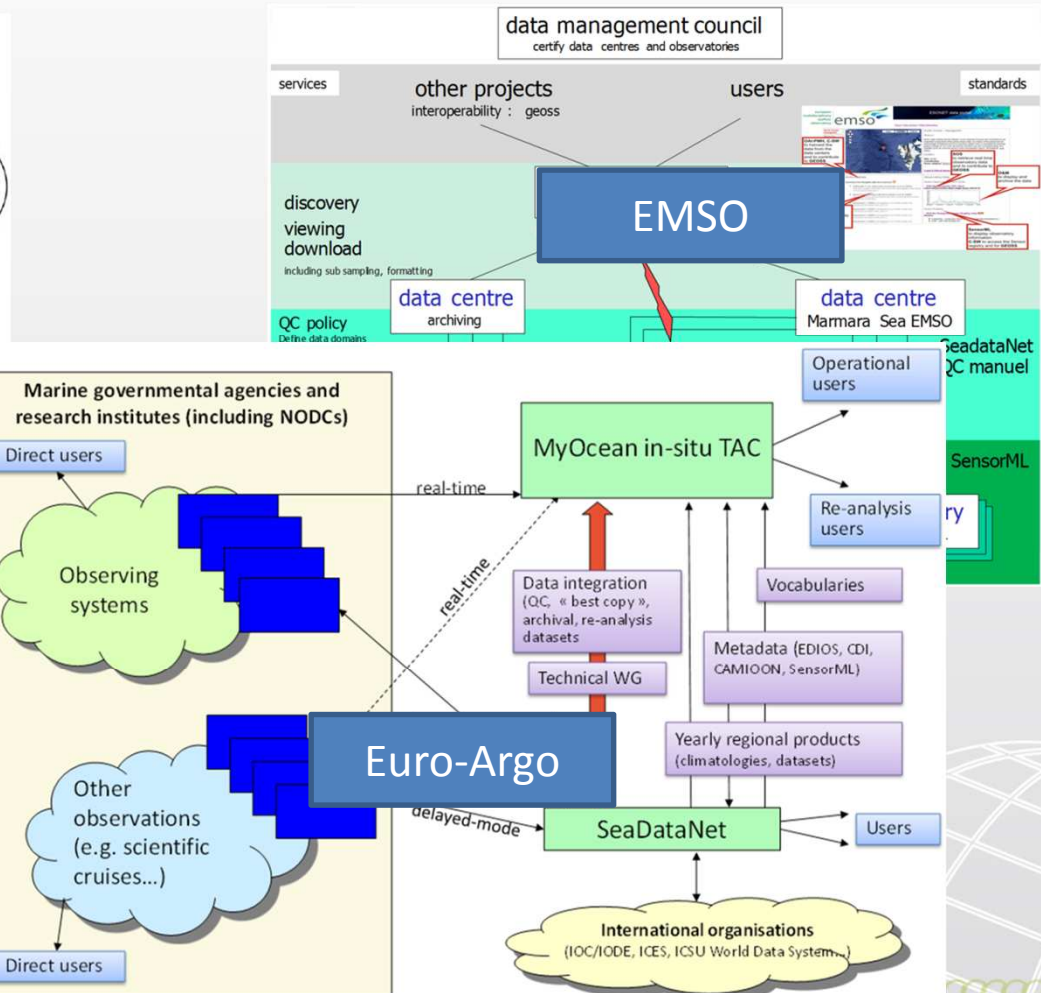 data management council
certify data centres and observatories
services
other projects
interoperability : geoss
users
standards
emso
EMSO
discovery
viewing
download
including sub sampling, formatting
data centre
archiving
data centre
Marmara Sea EMSO
QC policy
Define data domains
SeadataNet
QC manuel
SensorML
ry
Marine governmental agencies and
research institutes (including NODCs)
Direct users
Observing
systems
Other
observations
(e.g. scientific
cruises...)
Direct users
real-time
real-time
delayed-mode
MyOcean in-situ TAC
Operational
users
Re-analysis
users
Data integration
(QC, « best copy »,
archival, re-analysis
datasets
Technical WG
Vocabularies
Metadata (EDIOS, CDI,
CAMIOON, SensorML)
Yearly regional products
(climatologies, datasets)
Euro-Argo
SeaDataNet
Users
International organisations
(IOC/IODE, ICES, ICSU World Data System...)